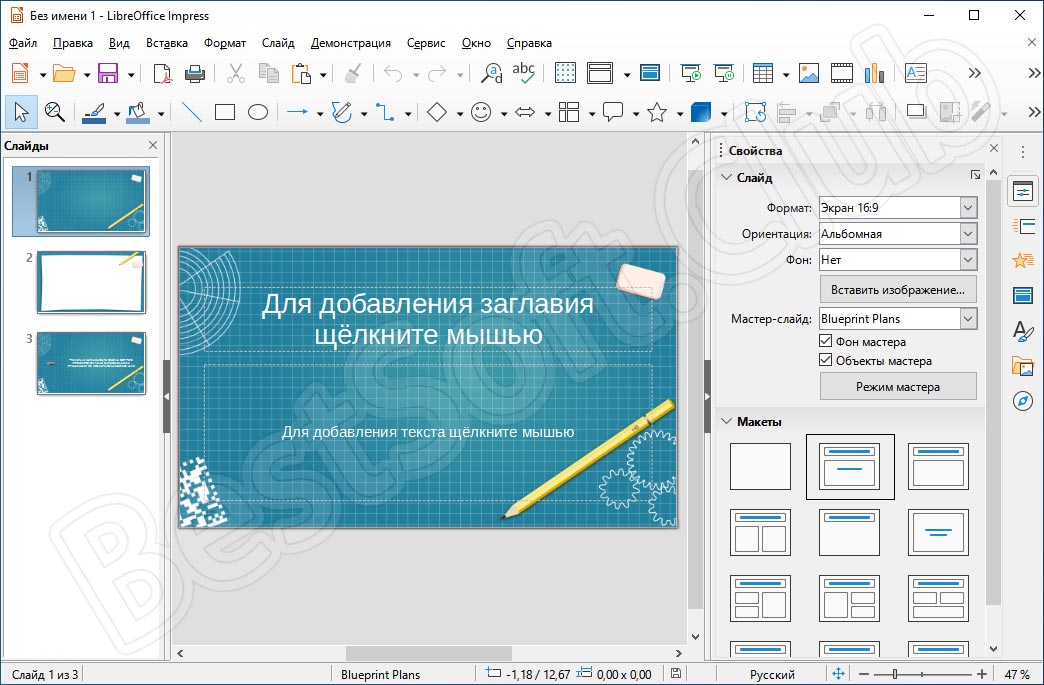 Без имени 1 - LibreOffice Impress
Файл Правка Вид Вставка Формат Слайд Демонстрация Сервис Окно Справка
abc
Слайды
1
2
3
Для добавления заглавия
щёлкните мышью
Для добавления текста щёлкните мышью
HB
Свойства
Слайд
Формат: Экран 16:9
Ориентация: Альбомная
Фон: Нет
Вставить изображение...
Мастер-слайд: Blueprint Plans
Фон мастера
Объекты мастера
Режим мастера
Макеты
BestSoft.Club
Слайд 1 из 3 Blueprint Plans -1,18 / 12,67 0,00 x 0,00 Русский 47 %